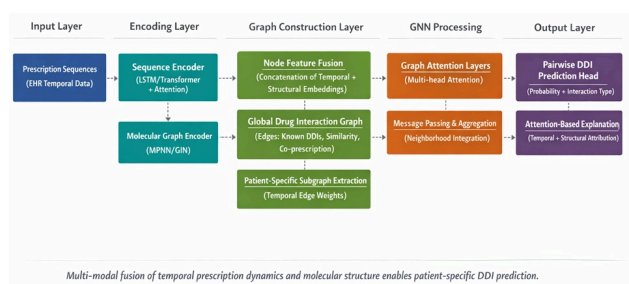 Input Layer
Encoding Layer
Graph Construction Layer
GNN Processing
Output Layer
Prescription Sequences
(EHR Temporal Data)
Sequence Encoder
(LSTM/Transformer
+ Attention)
Molecular Graph Encoder
(MPNN/GIN)
Node Feature Fusion
(Concatenation of Temporal +
Structural Embeddings)
Global Drug Interaction Graph
(Edges: Known DDIs, Similarity,
Co-prescription)
Patient-Specific Subgraph Extraction
(Temporal Edge Weights)
Graph Attention Layers
(Multi-head Attention)
Message Passing & Aggregation
(Neighborhood Integration)
Pairwise DDI
Prediction Head
(Probability + Interaction Type)
Attention-Based Explanation
(Temporal + Structural Attribution)
Multi-modal fusion of temporal prescription dynamics and molecular structure enables patient-specific DDI prediction.